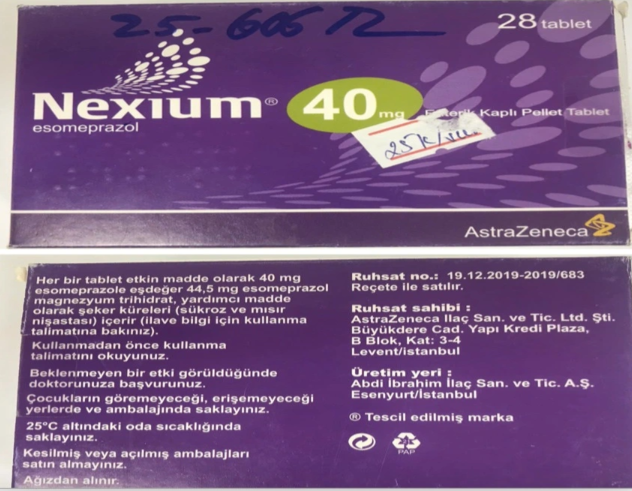 25-606 TL
28 tablet
Nexium® 40 mg Enterik Kaplı Pellet Tablet
esomeprazol
AstraZeneca
Her bir tablet etkin madde olarak 40 mg
esomeprazole eşdeğer 44,5 mg esomeprazol
magnezyum trihidrat, yardımcı madde
olarak şeker küreleri (sükroz ve mısır
nişastası) içerir (ilave bilgi için kullanma
talimatına bakınız).
Kullanmadan önce kullanma
talimatını okuyunuz.
Beklenmeyen bir etki görüldüğünde
doktorunuza başvurunuz.
Çocukların göremeyeceği, erişemeyeceği
yerlerde ve ambalajında saklayınız.
25°C altındaki oda sıcaklığında
saklayınız.
Kesilmiş veya açılmış ambalajları
satın almayınız.
Ağızdan alınır.
Ruhsat no.: 19.12.2019-2019/683
Reçete ile satılır.
Ruhsat sahibi :
AstraZeneca İlaç San. ve Tic. Ltd. Şti.
Büyükdere Cad. Yapı Kredi Plaza,
B Blok, Kat: 3-4
Levent/istanbul
Üretim yeri :
Abdi İbrahim İlaç San. ve Tic. A.Ş.
Esenyurt/İstanbul
® Tescil edilmiş marka
PAP